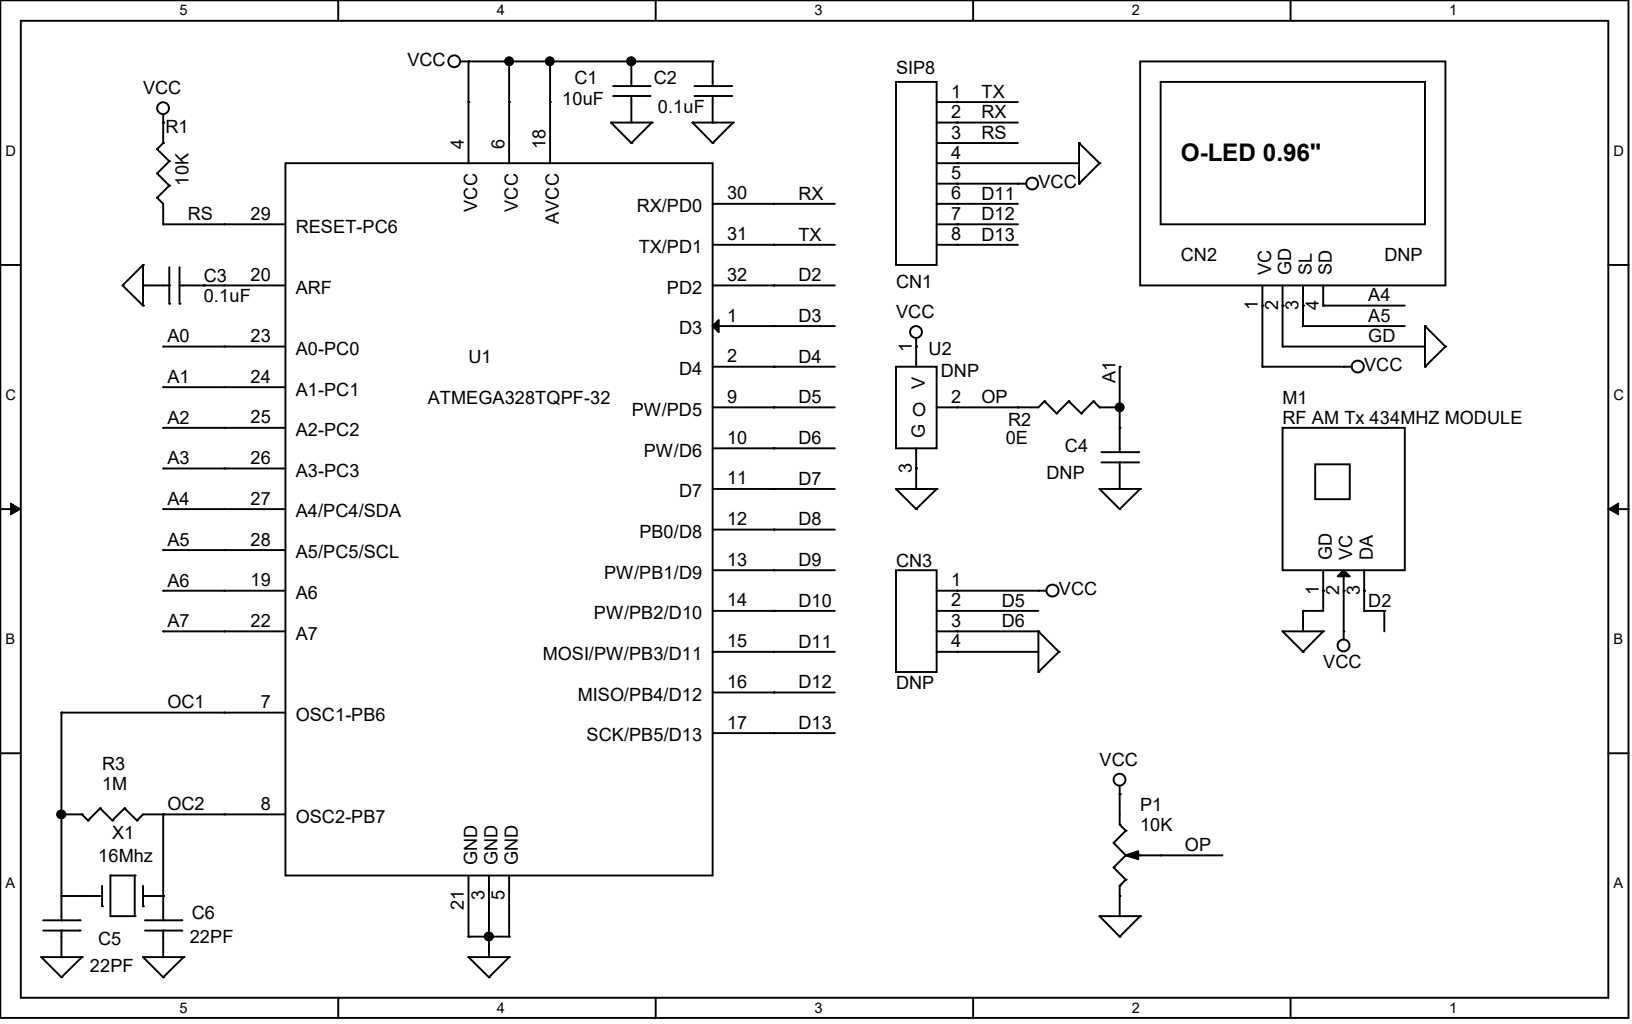 5 4 3 2 1
D D
C C
B B
A A
VCC
R1
10K
RS 29 RESET-PC6
C3 20 ARF
0.1uF
A0 23 A0-PC0
A1 24 A1-PC1
A2 25 A2-PC2
A3 26 A3-PC3
A4 27 A4/PC4/SDA
A5 28 A5/PC5/SCL
A6 19 A6
A7 22 A7
OC1 7 OSC1-PB6
R3
1M
OC2 8 OSC2-PB7
X1
16Mhz
C5
22PF
C6
22PF
VCC
4 6 18
VCC VCC AVCC
C1
10uF
C2
0.1uF
U1
ATMEGA328TQPF-32
RX/PD0 30 RX
TX/PD1 31 TX
PD2 32 D2
D3 1 D3
D4 2 D4
PW/PD5 9 D5
PW/D6 10 D6
D7 11 D7
PB0/D8 12 D8
PW/PB1/D9 13 D9
PW/PB2/D10 14 D10
MOSI/PW/PB3/D11 15 D11
MISO/PB4/D12 16 D12
SCK/PB5/D13 17 D13
GND GND GND
21 3 5
SIP8
1 TX
2 RX
3 RS
4
5 VCC
6 D11
7 D12
8 D13
CN1
VCC
1 U2
DNP
V O G
2 OP
3
R2
0E
A1
C4
DNP
CN3
1 VCC
2 D5
3 D6
4
DNP
O-LED 0.96"
CN2 DNP
VC GD SL SD
1 2 3 4
A4
A5
GD
VCC
M1
RF AM Tx 434MHZ MODULE
GD VC DA
1 2 3
D2
VCC
VCC
P1
10K
OP
5 4 3 2 1